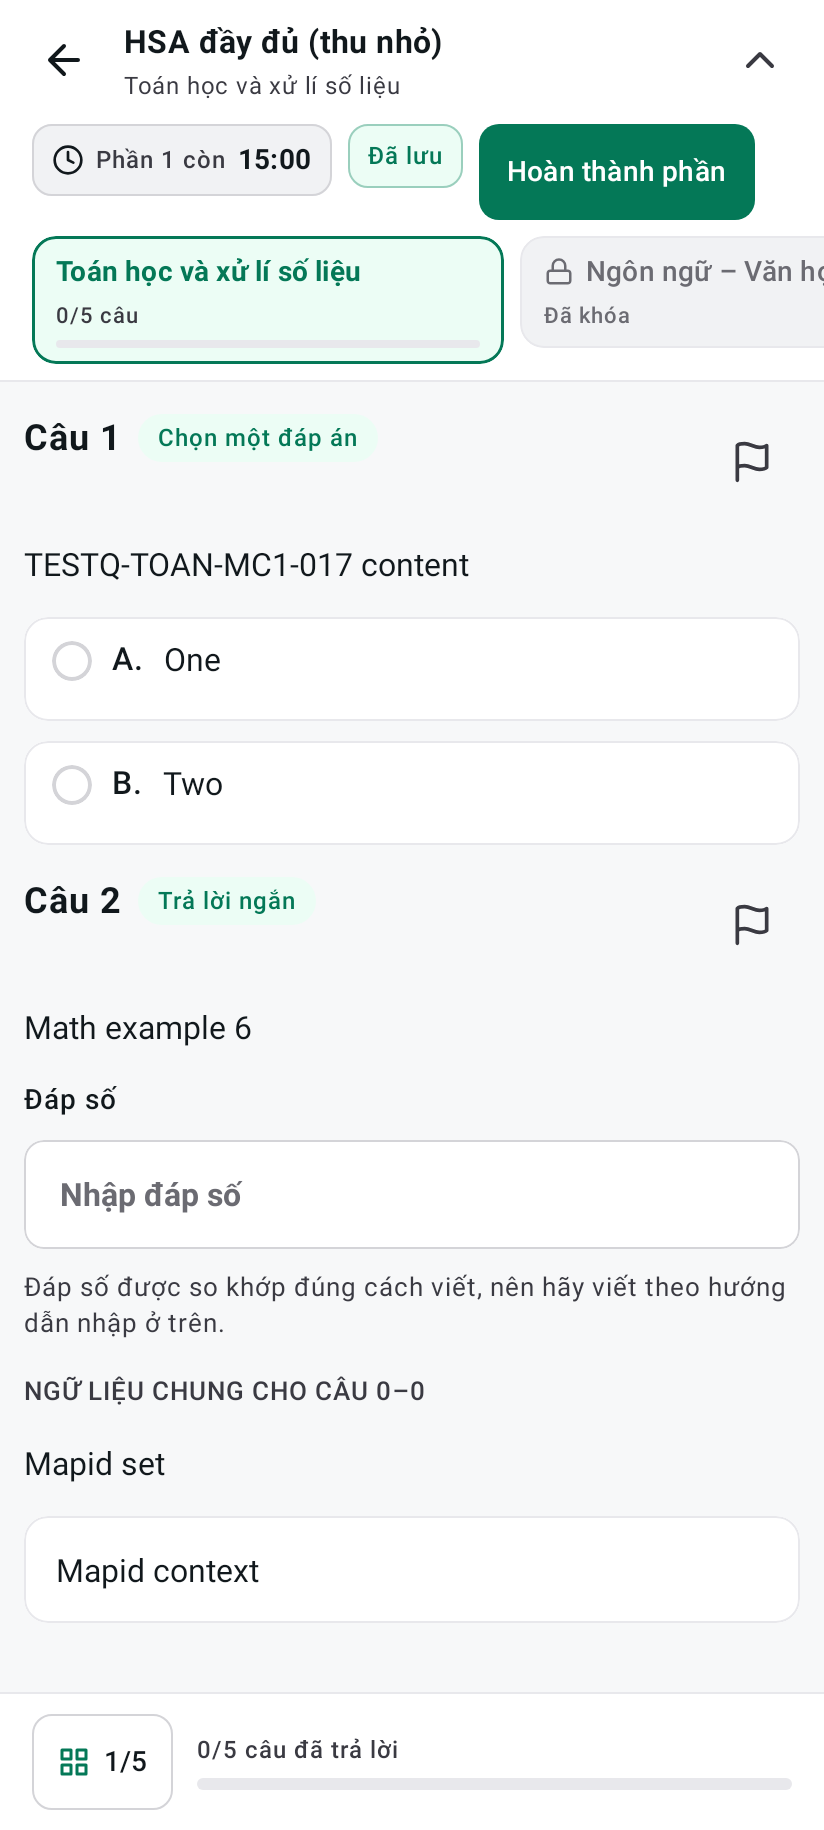 HSA đầy đủ (thu nhỏ)
Toán học và xử lí số liệu
Phần 1 còn 15:00
Đã lưu
Hoàn thành phần
Toán học và xử lí số liệu
0/5 câu
Ngôn ngữ – Văn
Đã khóa
Câu 1
Chọn một đáp án
TESTQ-TOAN-MC1-017 content
A. One
B. Two
Câu 2
Trả lời ngắn
Math example 6
Đáp số
Nhập đáp số
Đáp số được so khớp đúng cách viết, nên hãy viết theo hướng
dẫn nhập ở trên.
NGỮ LIỆU CHUNG CHO CÂU 0–0
Mapid set
Mapid context
1/5
0/5 câu đã trả lời